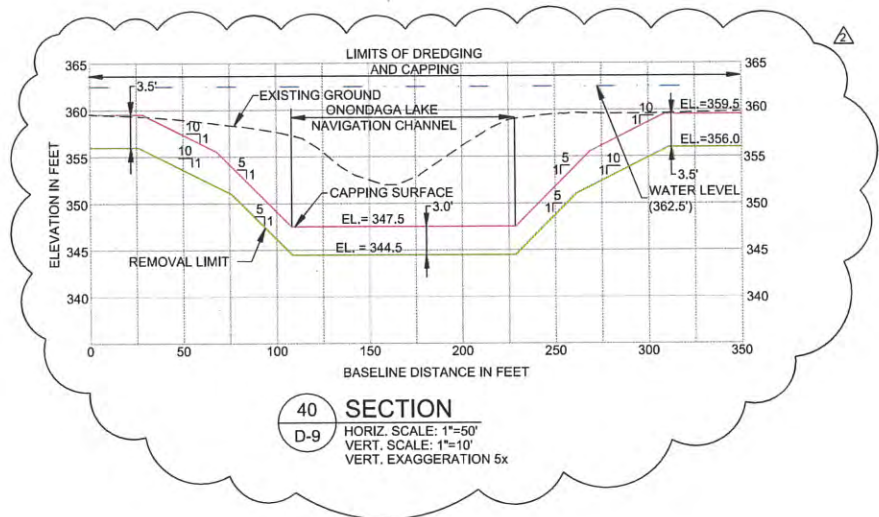 2
LIMITS OF DREDGING
AND CAPPING
365
365
3.5'
EXISTING GROUND
ONONDAGA LAKE
NAVIGATION CHANNEL
10
1
EL.=359.5
360
360
10
1
10
1
EL.=356.0
355
355
5
1
5
1
10
1
3.5'
CAPPING SURFACE
WATER LEVEL
(362.5')
350
350
EL.= 347.5
3.0'
5
1
5
1
345
345
EL. = 344.5
REMOVAL LIMIT
340
340
ELEVATION IN FEET
0
50
100
150
200
250
300
350
BASELINE DISTANCE IN FEET
40
D-9
SECTION
HORIZ. SCALE: 1"=50'
VERT. SCALE: 1"=10'
VERT. EXAGGERATION 5x